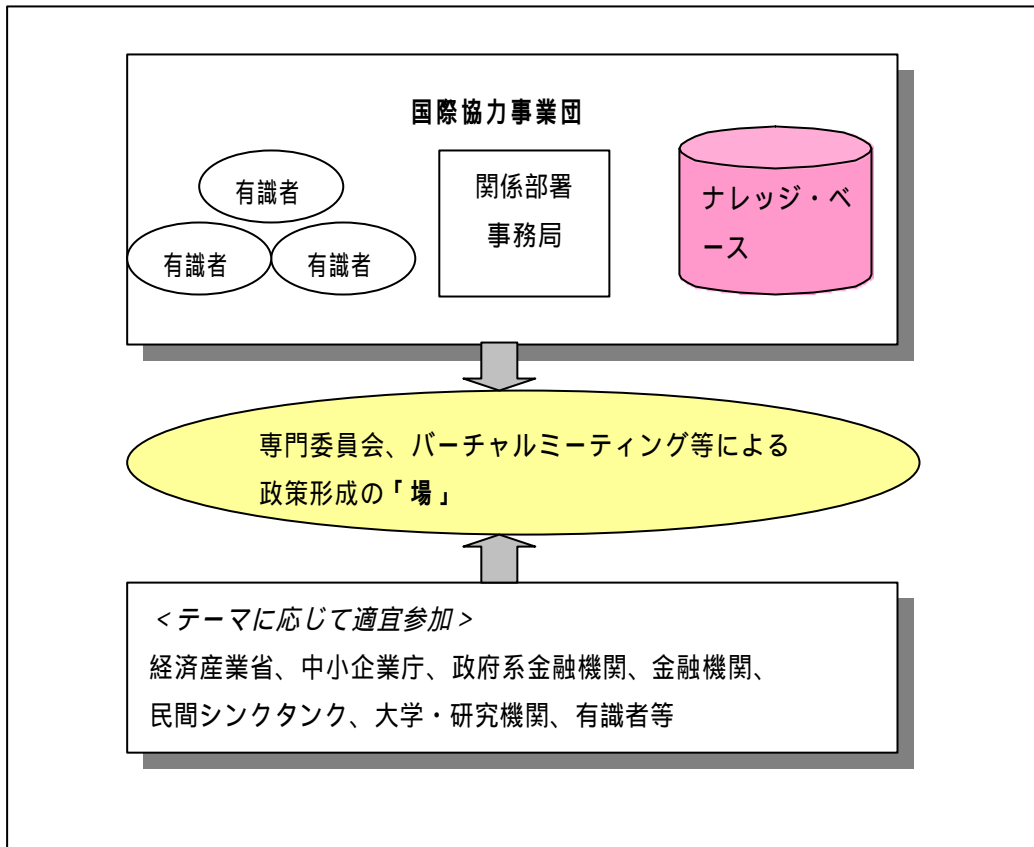 国際協力事業団
有識者
有識者
有識者
関係部署
事務局
ナレッジ・ベ
ース
専門委員会、バーチャルミーティング等による
政策形成の「場」
＜テーマに応じて適宜参加＞
経済産業省、中小企業庁、政府系金融機関、金融機関、
民間シンクタンク、大学・研究機関、有識者等